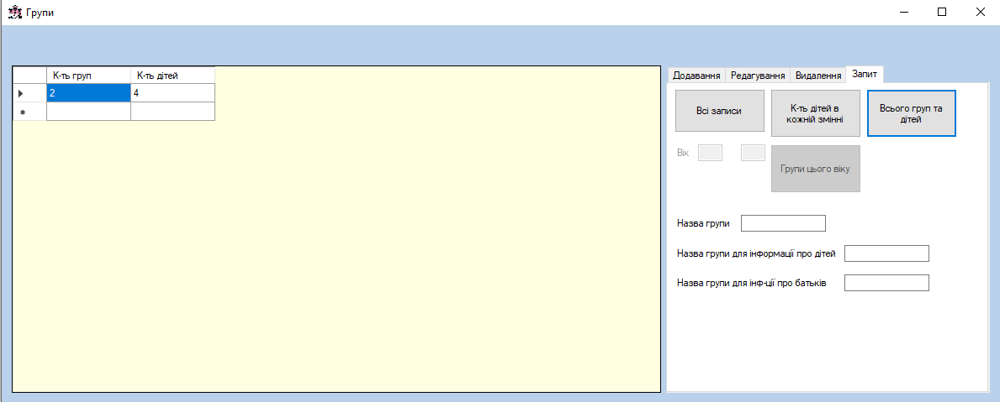 Групи
К-ть груп К-ть дітей
2 4
Додавання Редагування Видалення Запит
Всі записи
К-ть дітей в
кожній змінні
Всього груп та
дітей
Вік
Групи цього віку
Назва групи
Назва групи для інформації про дітей
Назва групи для інф-ції про батьків